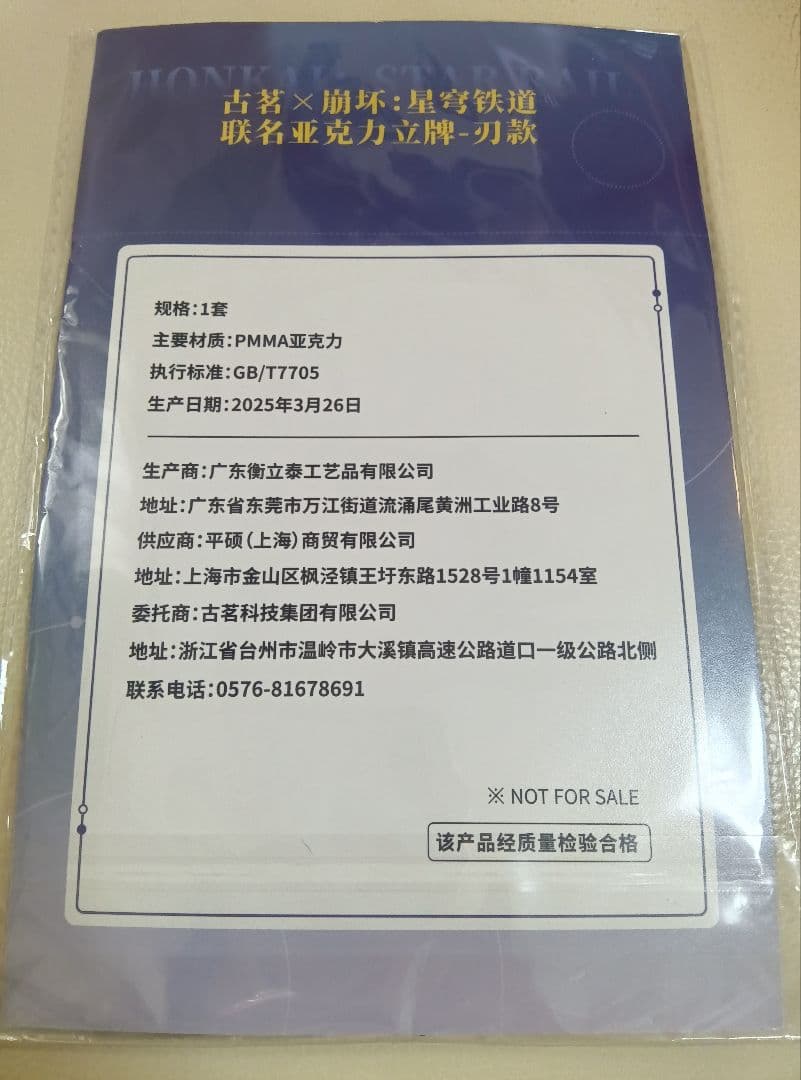 HONKAI: STAR RAIL
古茗×崩坏:星穹铁道
联名亚克力立牌-刃款
规格:1套
主要材质:PMMA亚克力
执行标准:GB/T7705
生产日期:2025年3月26日
生产商:广东衡立泰工艺品有限公司
地址:广东省东莞市万江街道流涌尾黄洲工业路8号
供应商:平硕(上海)商贸有限公司
地址:上海市金山区枫泾镇王圩东路1528号1幢1154室
委托商:古茗科技集团有限公司
地址:浙江省台州市温岭市大溪镇高速公路道口一级公路北侧
联系电话:0576-81678691
※ NOT FOR SALE
该产品经质量检验合格